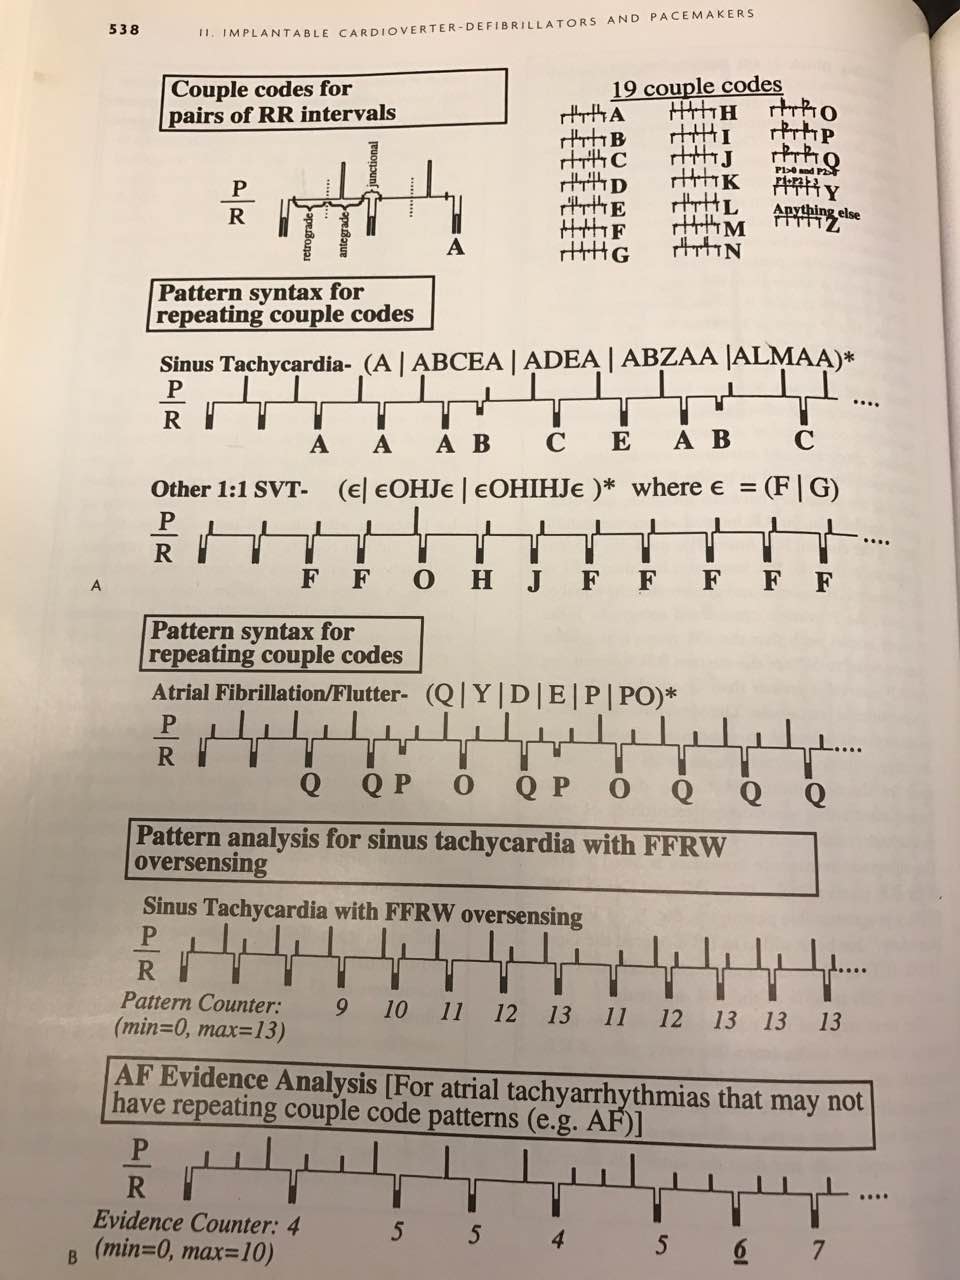 538
II. IMPLANTABLE CARDIOVERTER-DEFIBRILLATORS AND PACEMAKERS
Couple codes for
pairs of RR intervals
P
R
retrograde
antegrade
junctional
A
19 couple codes
A
B
C
D
E
F
G
H
I
J
K
L
M
N
O
P
Q
P1>0 and P2>0
P1+P2≥3
Y
Anything else
Z
Pattern syntax for
repeating couple codes
Sinus Tachycardia- (A | ABCEA | ADEA | ABZAA |ALMAA)*
P
R
A A A B C E A B C
Other 1:1 SVT- (ϵ| ϵOHJϵ | ϵOHIHJϵ )* where ϵ = (F | G)
P
R
F F O H J F F F F F
A
Pattern syntax for
repeating couple codes
Atrial Fibrillation/Flutter- (Q | Y | D | E | P | PO)*
P
R
Q Q P O Q P O Q Q Q
Pattern analysis for sinus tachycardia with FFRW
oversensing
Sinus Tachycardia with FFRW oversensing
P
R
Pattern Counter: 9 10 11 12 13 11 12 13 13 13
(min=0, max=13)
AF Evidence Analysis [For atrial tachyarrhythmias that may not
have repeating couple code patterns (e.g. AF)]
P
R
Evidence Counter: 4 5 5 4 5 6 7
B (min=0, max=10)